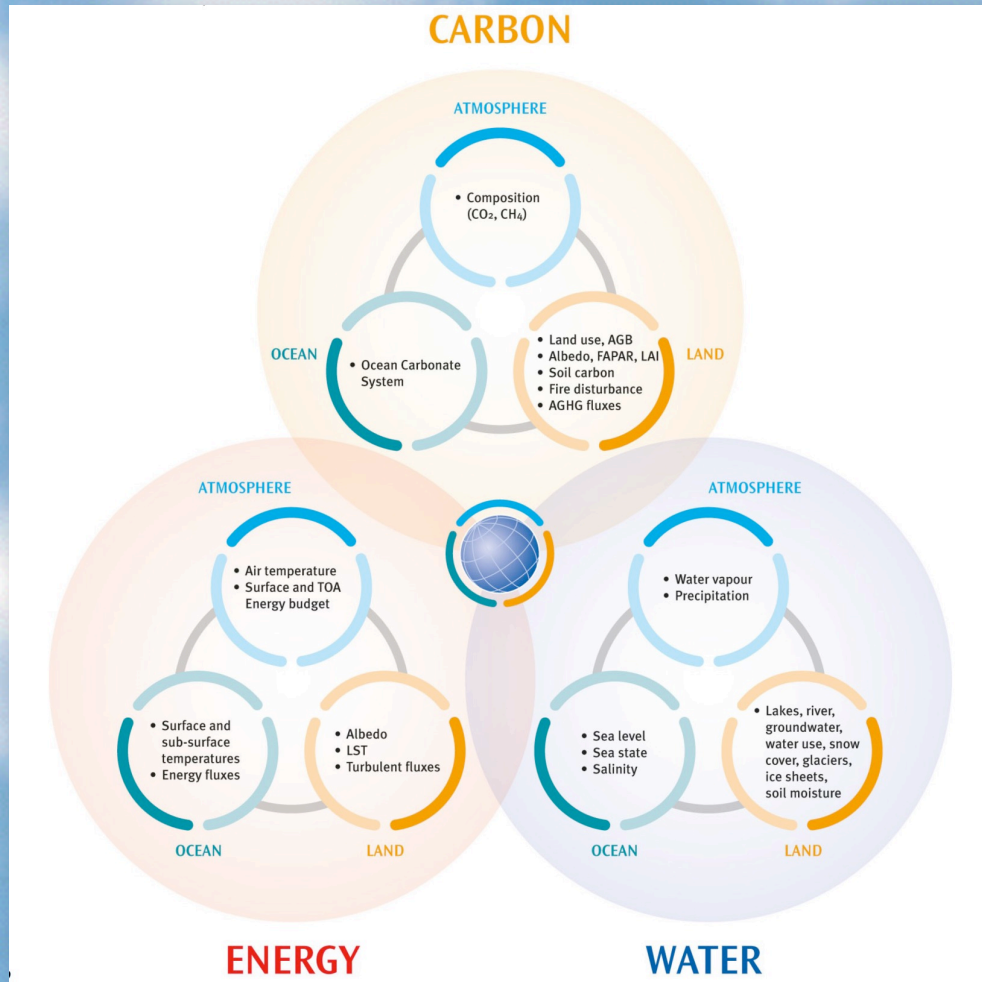 CARBON
ATMOSPHERE
• Composition
(CO₂, CH₄)
OCEAN
• Ocean Carbonate
System
• Land use, AGB
• Albedo, FAPAR, LAI
• Soil carbon
• Fire disturbance
• AGHG fluxes
LAND
ATMOSPHERE
• Air temperature
• Surface and TOA
Energy budget
• Surface and
sub-surface
temperatures
• Energy fluxes
OCEAN
• Albedo
• LST
• Turbulent fluxes
LAND
ENERGY
ATMOSPHERE
• Water vapour
• Precipitation
• Sea level
• Sea state
• Salinity
OCEAN
• Lakes, river,
groundwater,
water use, snow
cover, glaciers,
ice sheets,
soil moisture
LAND
WATER